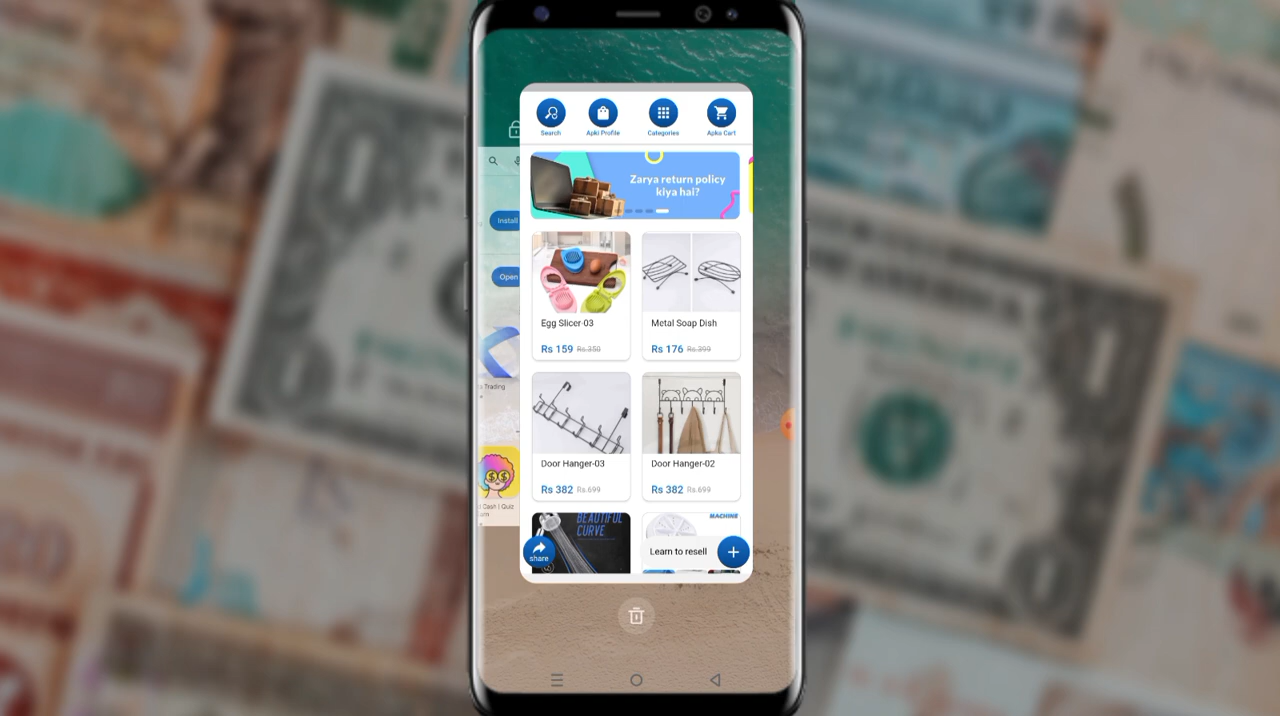 Search
Apki Profile
Categories
Apka Cart
Zarya return policy
kiya hai?
Install
Open
Egg Slicer-03
Rs 159 Rs.350
Metal Soap Dish
Rs 176 Rs.399
s Trading
Door Hanger-03
Rs 382 Rs.699
Door Hanger-02
Rs 382 Rs.699
d Cash | Quiz
BEAUTIFUL
CURVE
MACHINE
share
Learn to resell